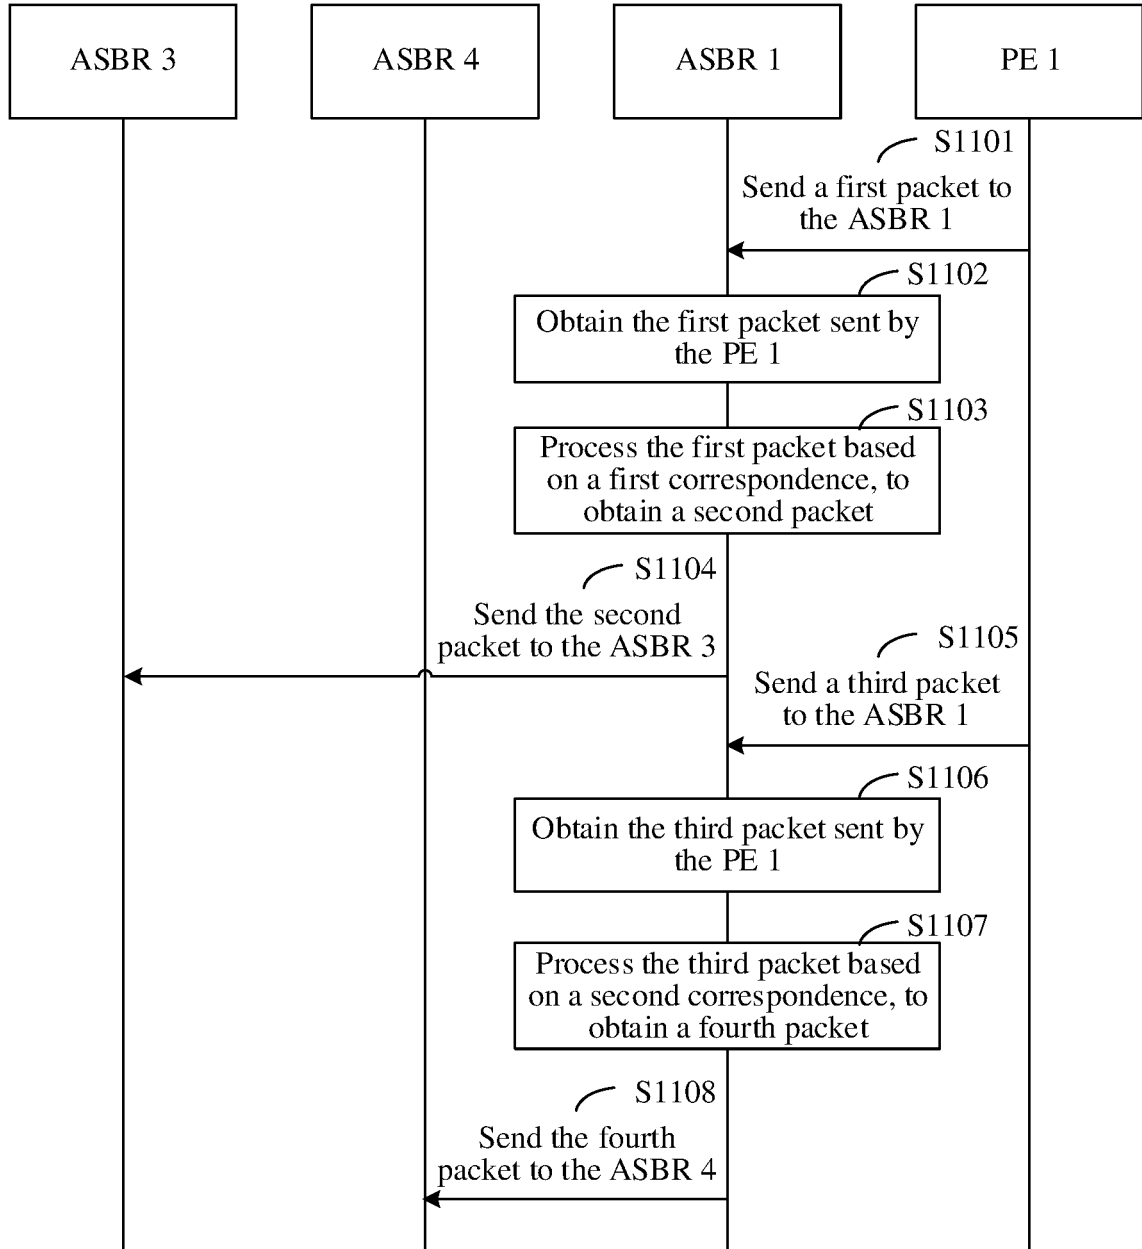 ASBR 3
ASBR 4
ASBR 1
PE 1
S1101
Send a first packet to
the ASBR 1
S1102
Obtain the first packet sent by
the PE 1
S1103
Process the first packet based
on a first correspondence, to
obtain a second packet
S1104
Send the second
packet to the ASBR 3
S1105
Send a third packet
to the ASBR 1
S1106
Obtain the third packet sent by
the PE 1
S1107
Process the third packet based
on a second correspondence, to
obtain a fourth packet
S1108
Send the fourth
packet to the ASBR 4